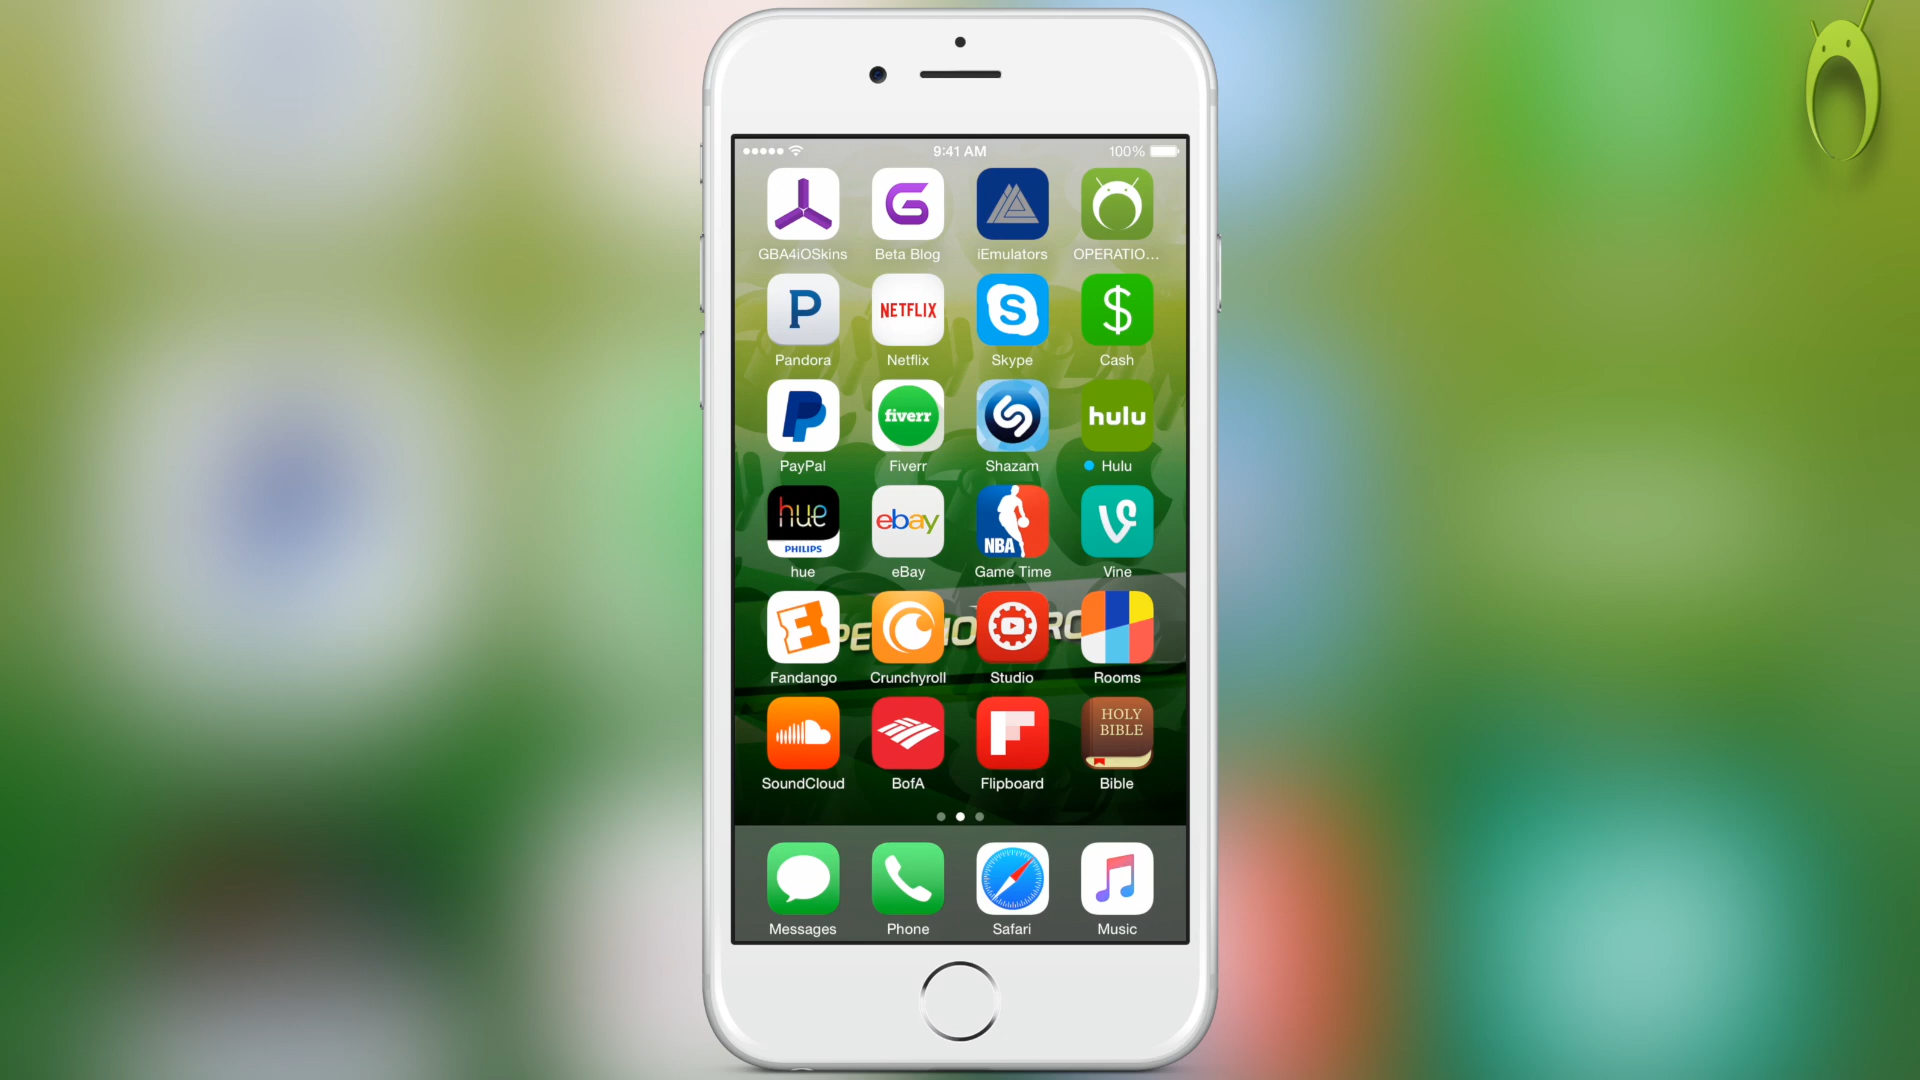 9:41 AM 100%
GBA4iOSkins Beta Blog iEmulators OPERATIO...
P NETFLIX S $
Pandora Netflix Skype Cash
fiverr hulu
PayPal Fiverr Shazam Hulu
hue PHILIPS ebay NBA
hue eBay Game Time Vine
Fandango Crunchyroll Studio Rooms
HOLY
BIBLE
SoundCloud BofA Flipboard Bible
Messages Phone Safari Music